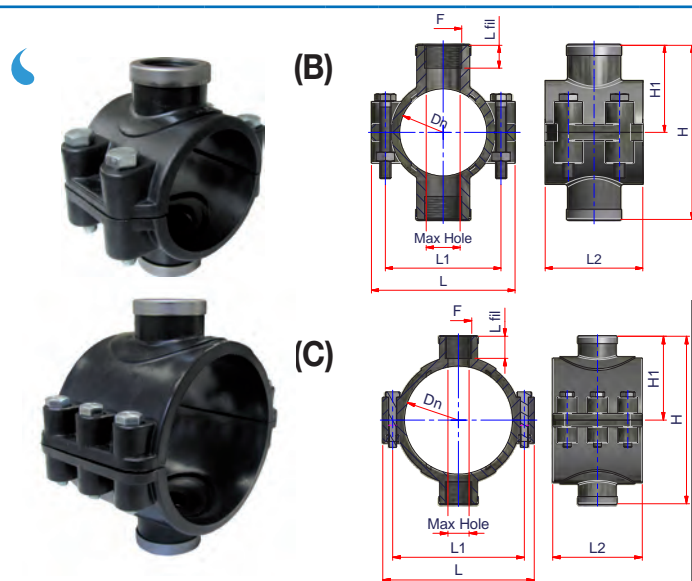 (B)
F
L fil
Dn
H1
H
Max Hole
L1
L
L2
(C)
F
L fil
Dn
H1
H
Max Hole
L1
L
L2